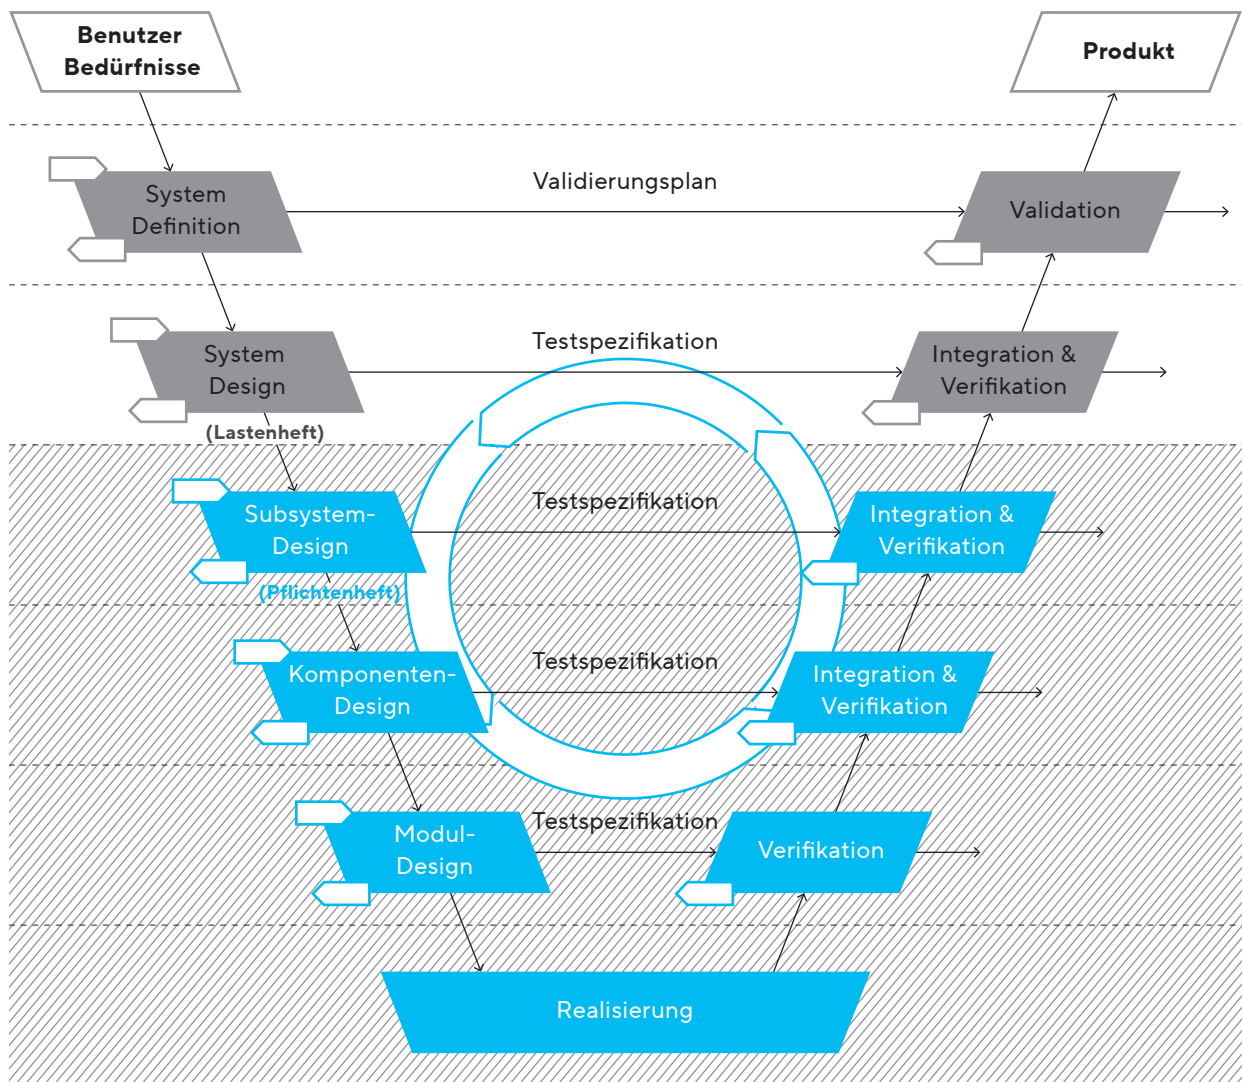 Benutzer
Bedürfnisse
Produkt
System
Definition
Validierungsplan
Validation
System
Design
Testspezifikation
Integration &
Verifikation
(Lastenheft)
Subsystem-
Design
Testspezifikation
Integration &
Verifikation
(Pflichtenheft)
Komponenten-
Design
Testspezifikation
Integration &
Verifikation
Modul-
Design
Testspezifikation
Verifikation
Realisierung